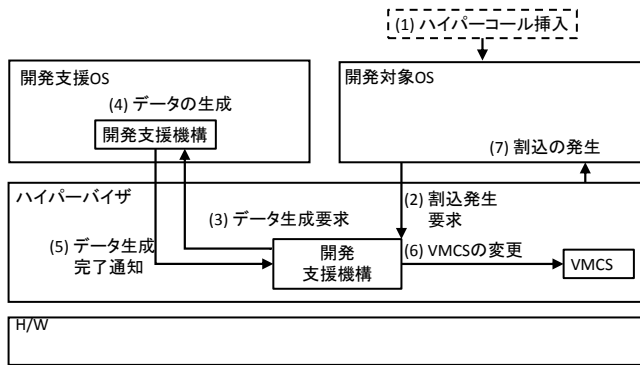 (1) ハイパーコール挿入
開発支援OS
開発対象OS
(4) データの生成
開発支援機構
(7) 割込の発生
ハイパーバイザ
(2) 割込発生
要求
(3) データ生成要求
(5) データ生成
完了通知
開発
支援機構
(6) VMCSの変更
VMCS
H/W